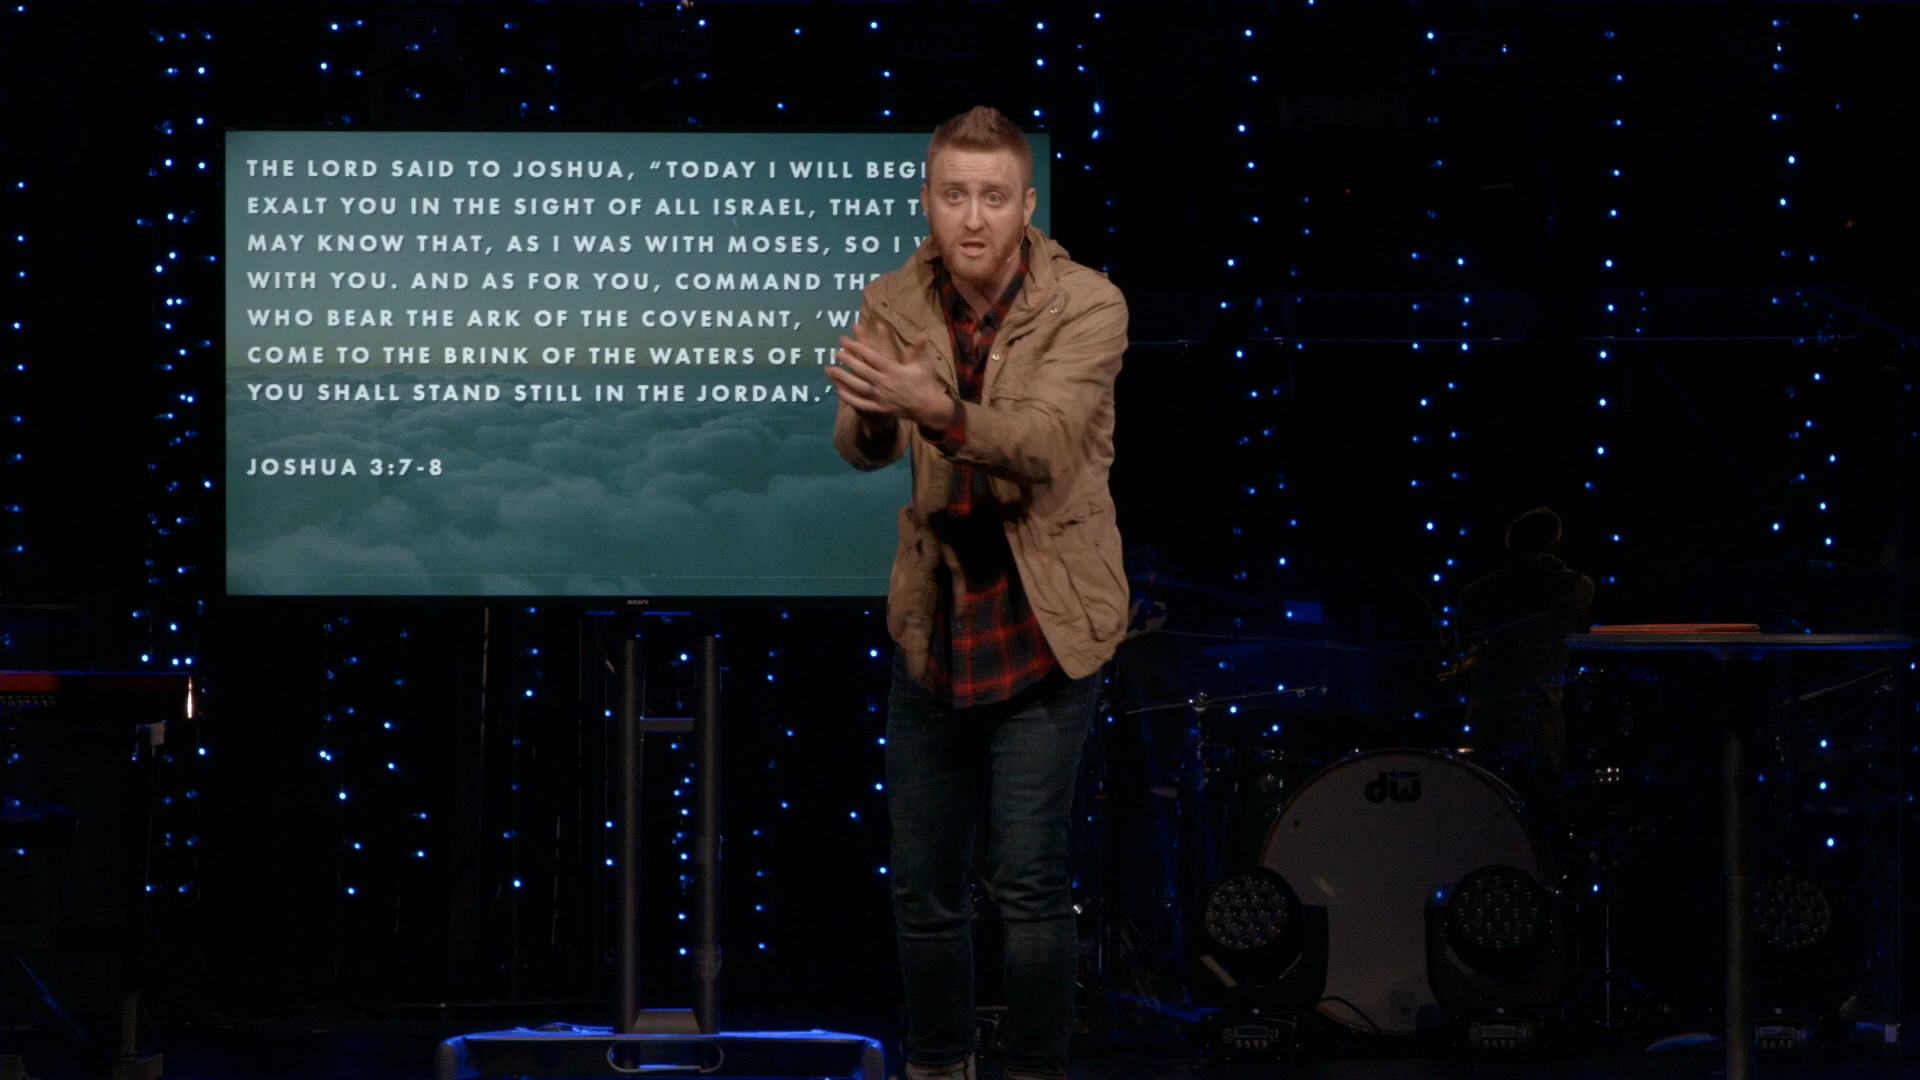 THE LORD SAID TO JOSHUA, “TODAY I WILL
EXALT YOU IN THE SIGHT OF ALL ISRAEL, THAT
MAY KNOW THAT, AS I WAS WITH MOSES, SO I
WITH YOU. AND AS FOR YOU, COMMAND
WHO BEAR THE ARK OF THE COVENANT,
COME TO THE BRINK OF THE WATERS OF
YOU SHALL STAND STILL IN THE JORDAN.’
JOSHUA 3:7-8
SONY
drums
dw